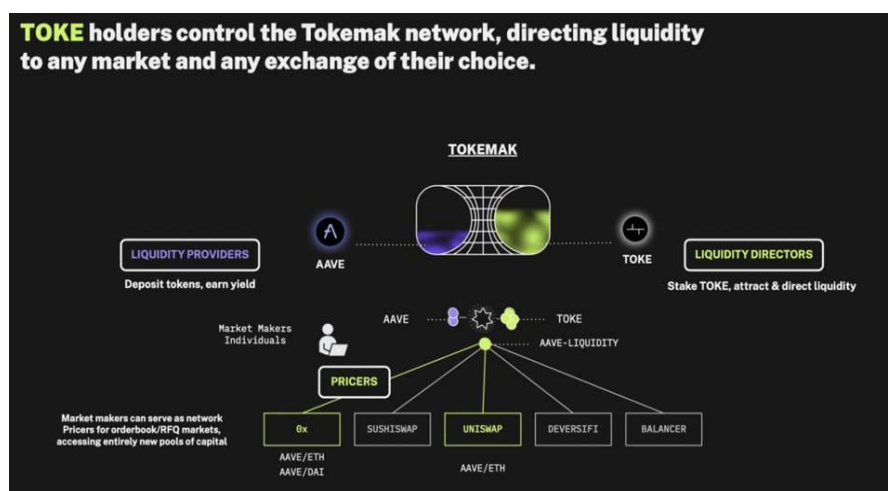 TOKE holders control the Tokemak network, directing liquidity
to any market and any exchange of their choice.
TOKEMAK
LIQUIDITY PROVIDERS
Deposit tokens, earn yield
AAVE
TOKE
LIQUIDITY DIRECTORS
Stake TOKE, attract & direct liquidity
AAVE
TOKE
AAVE-LIQUIDITY
Market Makers
Individuals
PRICERS
Market makers can serve as network
Pricers for orderbook/RFQ markets,
accessing entirely new pools of capital
0x
SUSHISWAP
UNISWAP
DEVERSIFI
BALANCER
AAVE/ETH
AAVE/DAI
AAVE/ETH